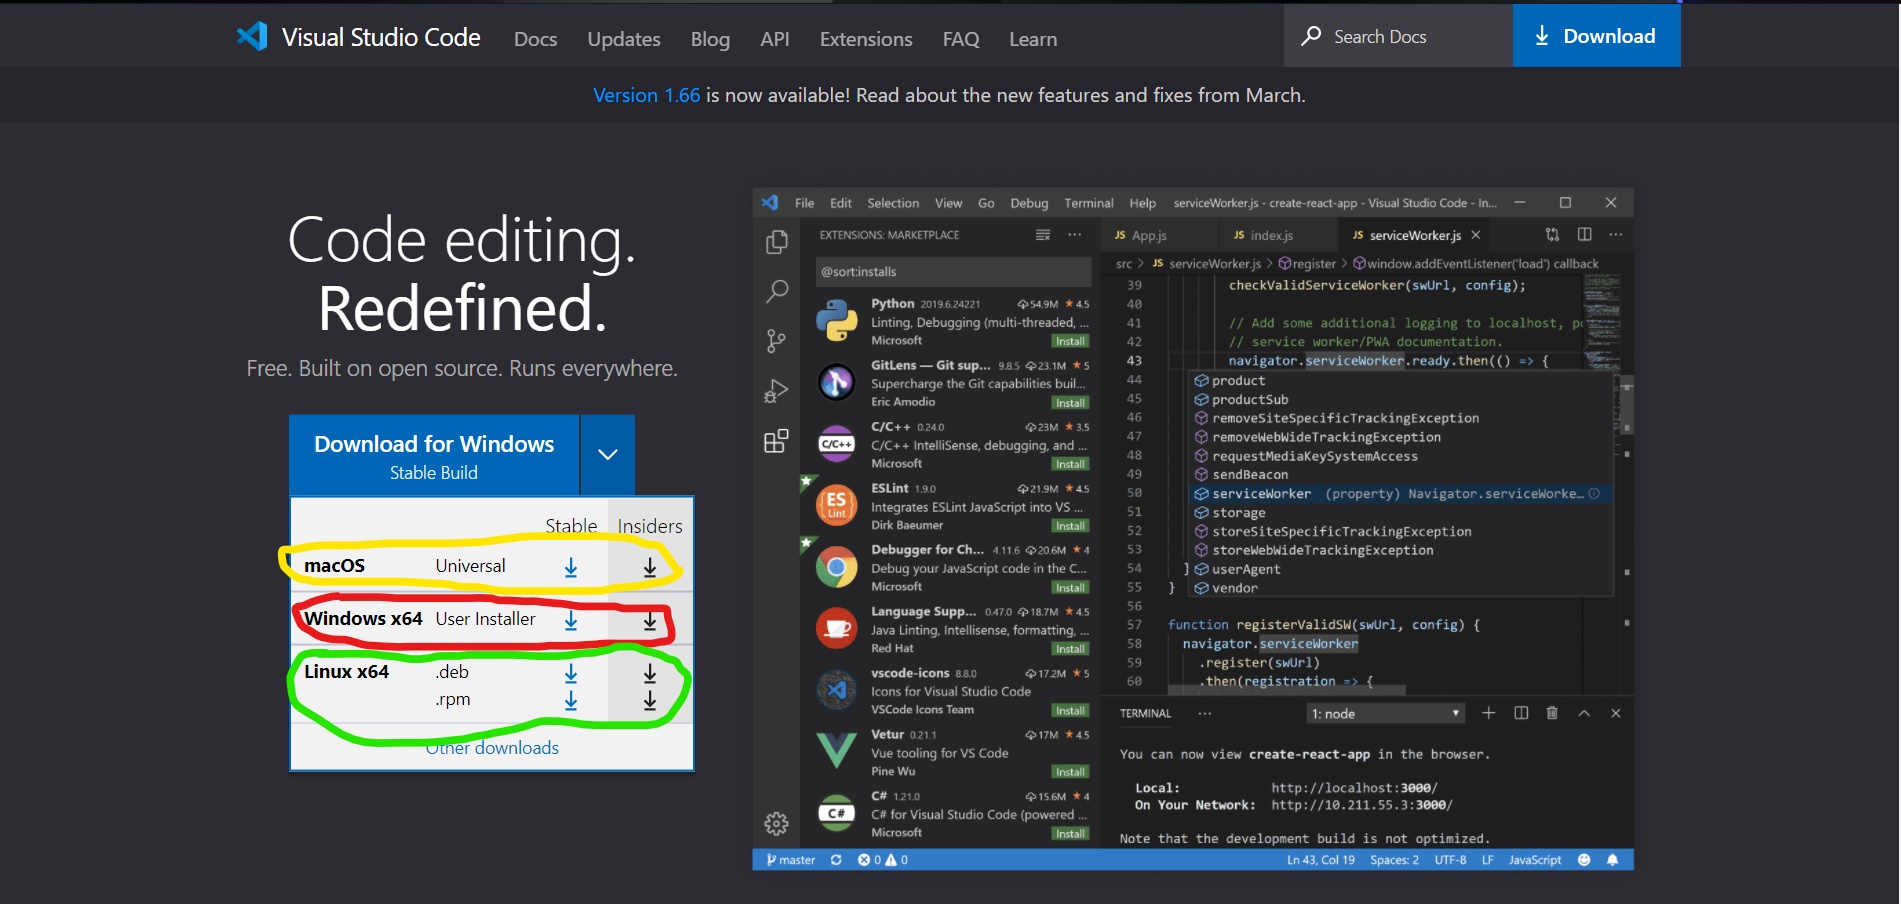 Visual Studio Code Docs Updates Blog API Extensions FAQ Learn Search Docs Download
Version 1.66 is now available! Read about the new features and fixes from March.
Code editing.
Redefined.
Free. Built on open source. Runs everywhere.
Download for Windows
Stable Build
Stable Insiders
macOS Universal
Windows x64 User Installer
Linux x64 .deb
.rpm
Other downloads
File Edit Selection View Go Debug Terminal Help serviceWorker.js - create-react-app - Visual Studio Code - In...
EXTENSIONS: MARKETPLACE
@sort:installs
Python 2019.6.24221 54.9M 4.5
Linting, Debugging (multi-threaded, ...
Microsoft Install
GitLens — Git sup... 9.8.5 23.1M 5
Supercharge the Git capabilities buil...
Eric Amodio Install
C/C++
C/C++ 0.24.0 23M 3.5
C/C++ IntelliSense, debugging, and ...
Microsoft Install
ES
Lint
ESLint 1.9.0 21.9M 4.5
Integrates ESLint JavaScript into VS ...
Dirk Baeumer Install
Debugger for Ch... 4.11.6 20.6M 4
Debug your JavaScript code in the C...
Microsoft Install
Language Supp... 0.47.0 18.7M 4.5
Java Linting, Intellisense, formatting, ...
Red Hat Install
vscode-icons 8.8.0 17.2M 5
Icons for Visual Studio Code
VSCode Icons Team Install
Vetur 0.21.1 17M 4.5
Vue tooling for VS Code
Pine Wu Install
C#
C# 1.21.0 15.6M 4
C# for Visual Studio Code (powered ...
Microsoft Install
JS App.js JS index.js JS serviceWorker.js
src > JS serviceWorker.js > register > window.addEventListener('load') callback
39 checkValidServiceWorker(swUrl, config);
40
41 // Add some additional logging to localhost, p
42 // service worker/PWA documentation.
43 navigator.serviceWorker.ready.then(() => {
44 product
45 productSub
46 removeSiteSpecificTrackingException
47 removeWebWideTrackingException
48 requestMediaKeySystemAccess
49 sendBeacon
50 serviceWorker (property) Navigator.serviceWorke...
51 storage
52 storeSiteSpecificTrackingException
53 storeWebWideTrackingException
54 } userAgent
55 } vendor
56
57 function registerValidSW(swUrl, config) {
58 navigator.serviceWorker
59 .register(swUrl)
60 .then(registration => {
TERMINAL ... 1: node
You can now view create-react-app in the browser.
Local: http://localhost:3000/
On Your Network: http://10.211.55.3:3000/
Note that the development build is not optimized.
master 0 0 Ln 43, Col 19 Spaces: 2 UTF-8 LF JavaScript